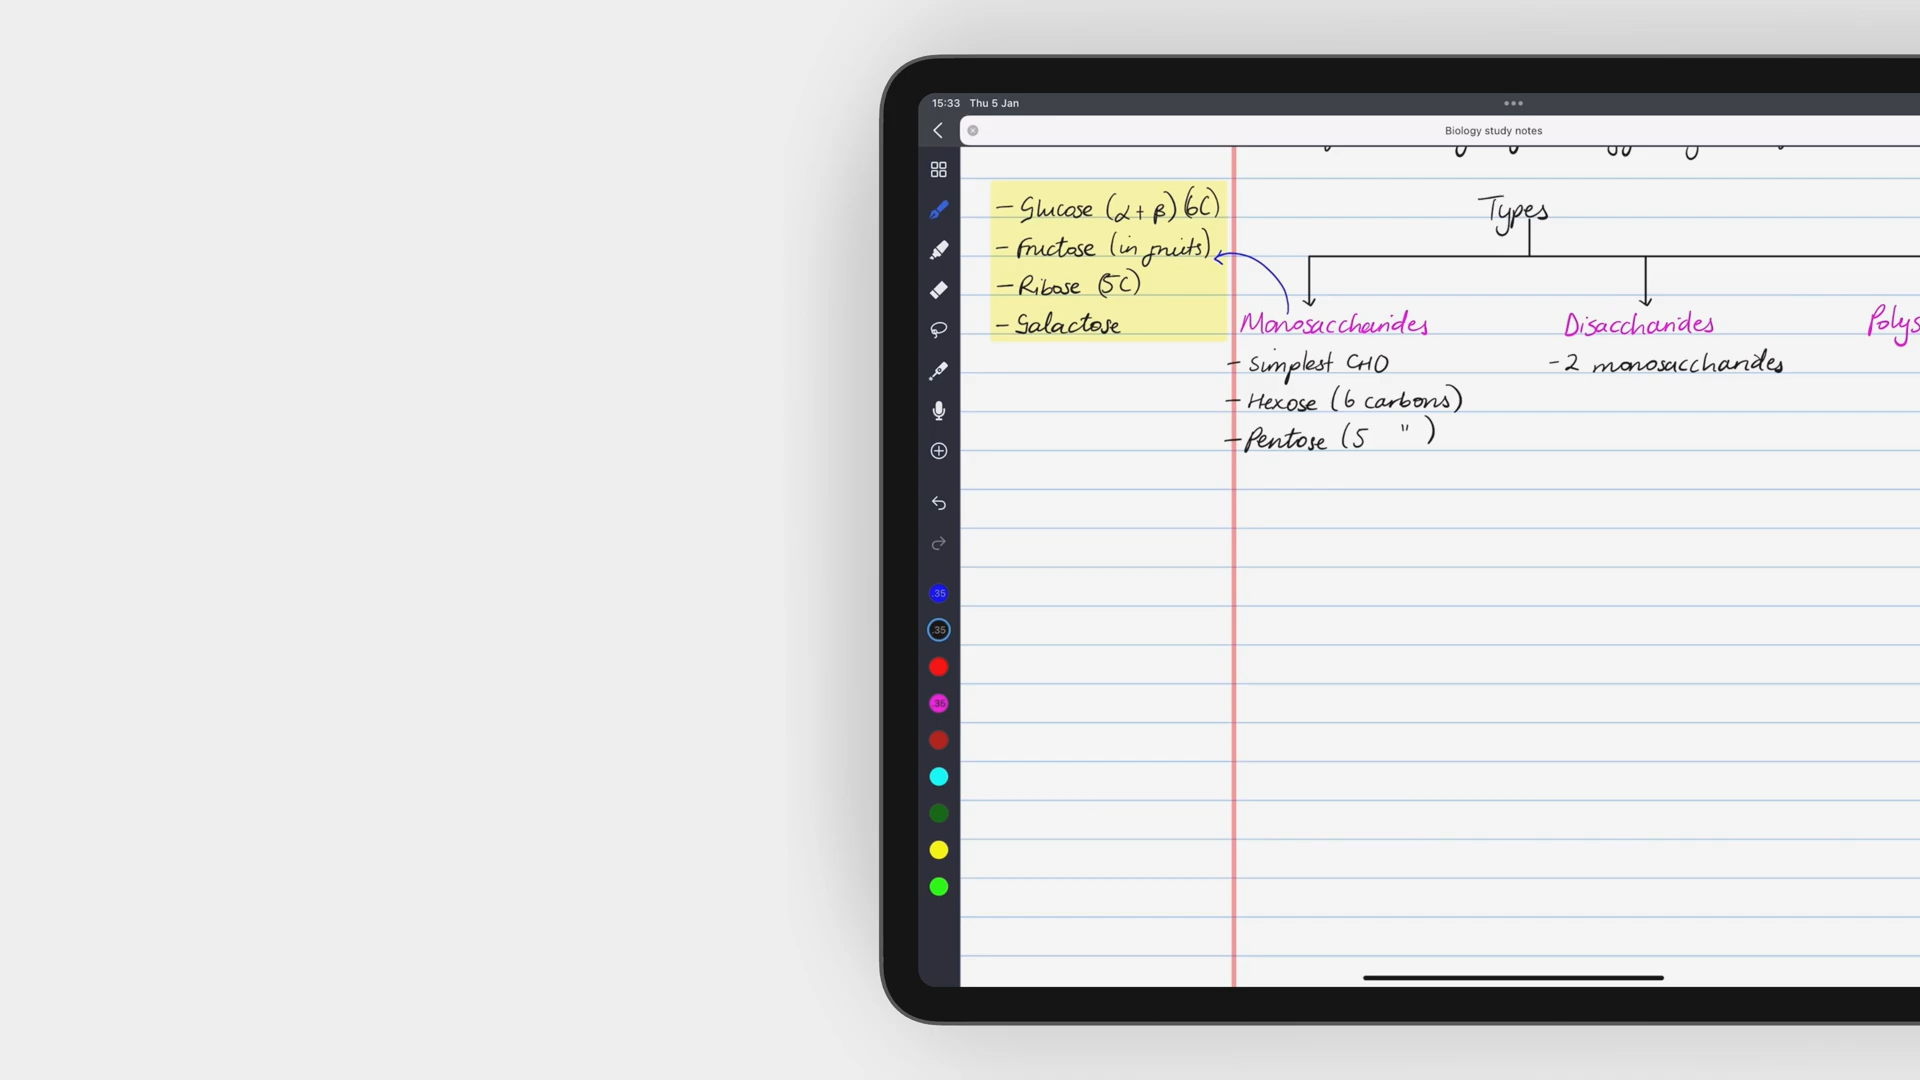 15:33 Thu 5 Jan
Biology study notes
- Glucose (α + β) (6C)
- Fructose (in fruits)
- Ribose (5C)
- Galactose
Types
Monosaccharides
- Simplest CHO
- Hexose (6 carbons)
- Pentose (5 " )
Disaccharides
- 2 monosaccharides
Polys
.35
.35
.35